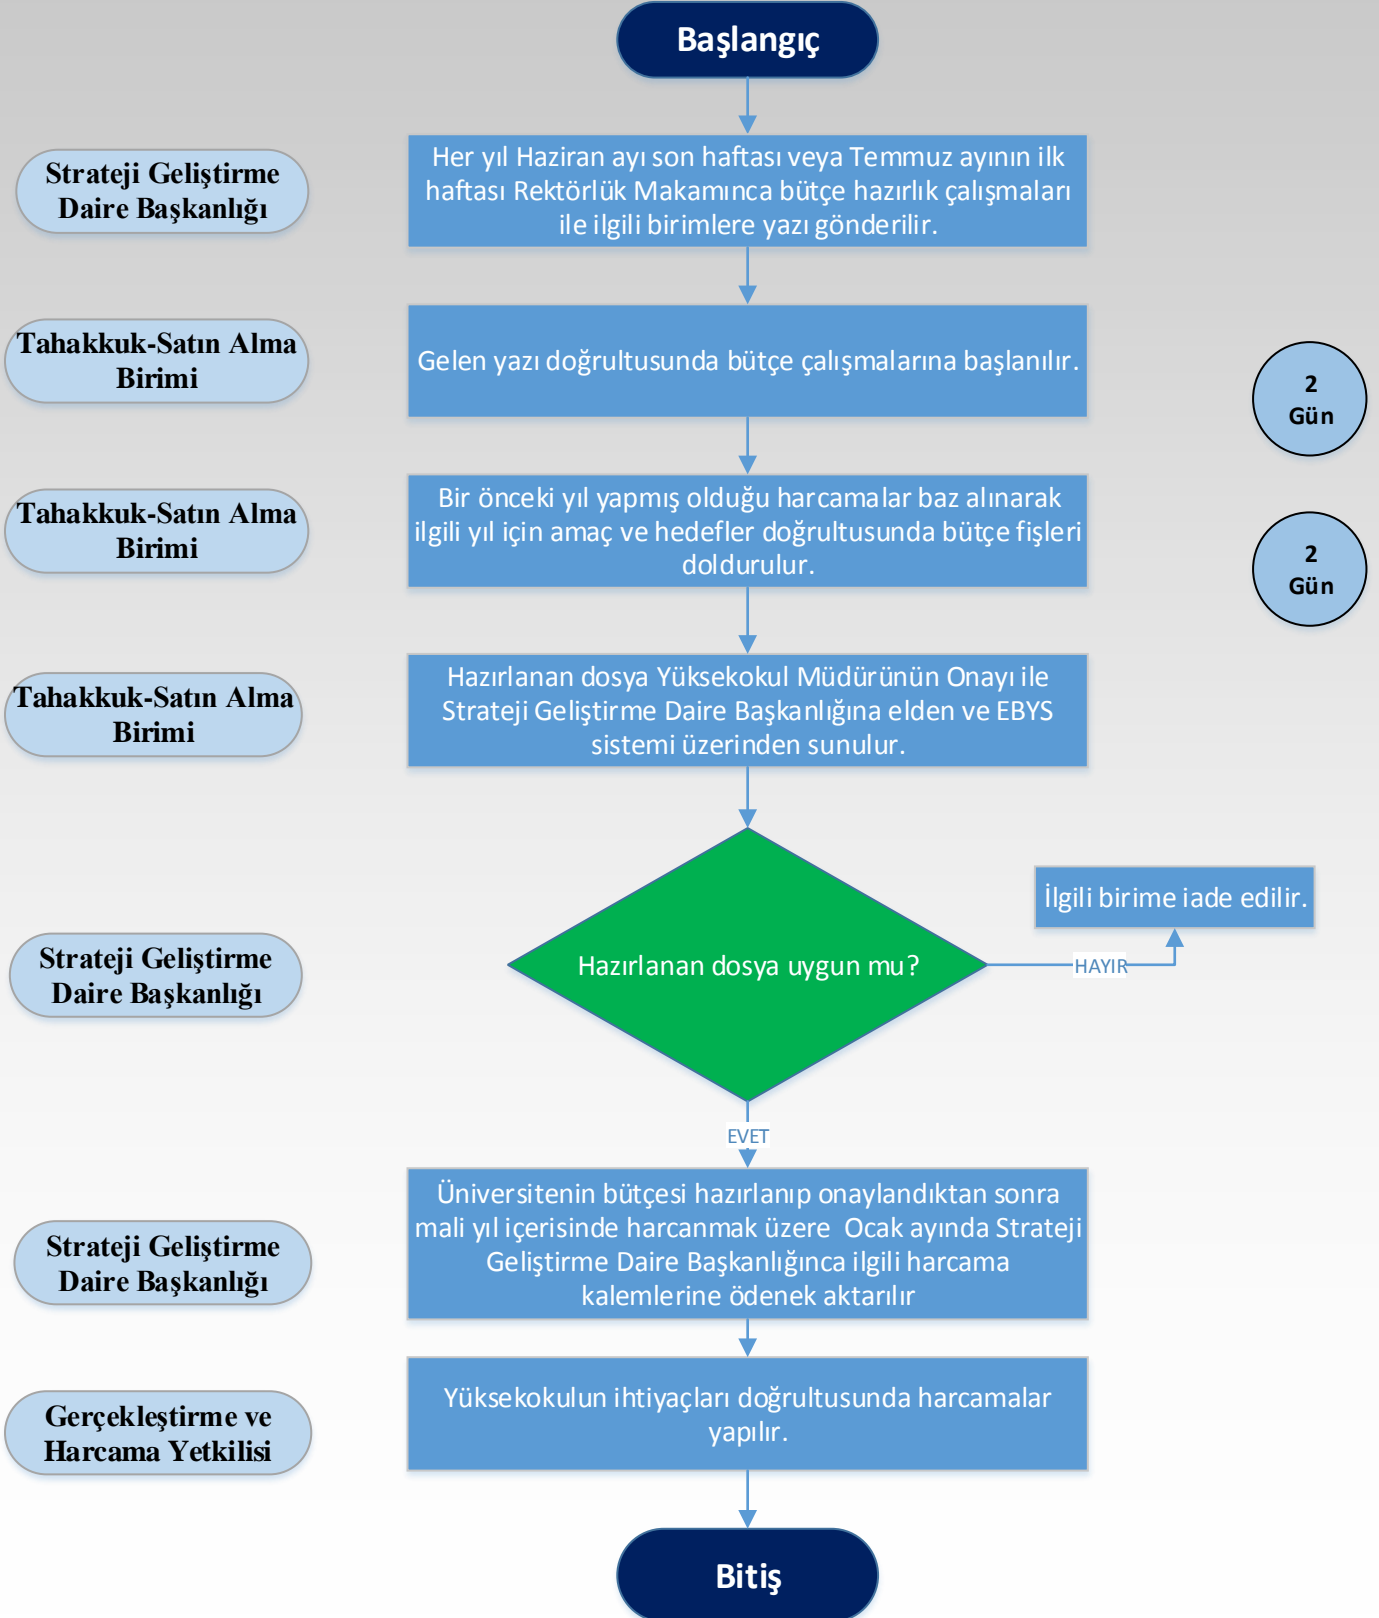 Başlangıç
Strateji Geliştirme
Daire Başkanlığı
Her yıl Haziran ayı son haftası veya Temmuz ayının ilk
haftası Rektörlük Makamınca bütçe hazırlık çalışmaları
ile ilgili birimlere yazı gönderilir.
Tahakkuk-Satın Alma
Birimi
Gelen yazı doğrultusunda bütçe çalışmalarına başlanılır.
2
Gün
Tahakkuk-Satın Alma
Birimi
Bir önceki yıl yapmış olduğu harcamalar baz alınarak
ilgili yıl için amaç ve hedefler doğrultusunda bütçe fişleri
doldurulur.
2
Gün
Tahakkuk-Satın Alma
Birimi
Hazırlanan dosya Yüksekokul Müdürünün Onayı ile
Strateji Geliştirme Daire Başkanlığına elden ve EBYS
sistemi üzerinden sunulur.
Strateji Geliştirme
Daire Başkanlığı
Hazırlanan dosya uygun mu?
HAYIR
İlgili birime iade edilir.
EVET
Strateji Geliştirme
Daire Başkanlığı
Üniversitenin bütçesi hazırlanıp onaylandıktan sonra
mali yıl içerisinde harcanmak üzere  Ocak ayında Strateji
Geliştirme Daire Başkanlığınca ilgili harcama
kalemlerine ödenek aktarılır
Gerçekleştirme ve
Harcama Yetkilisi
Yüksekokulun ihtiyaçları doğrultusunda harcamalar
yapılır.
Bitiş